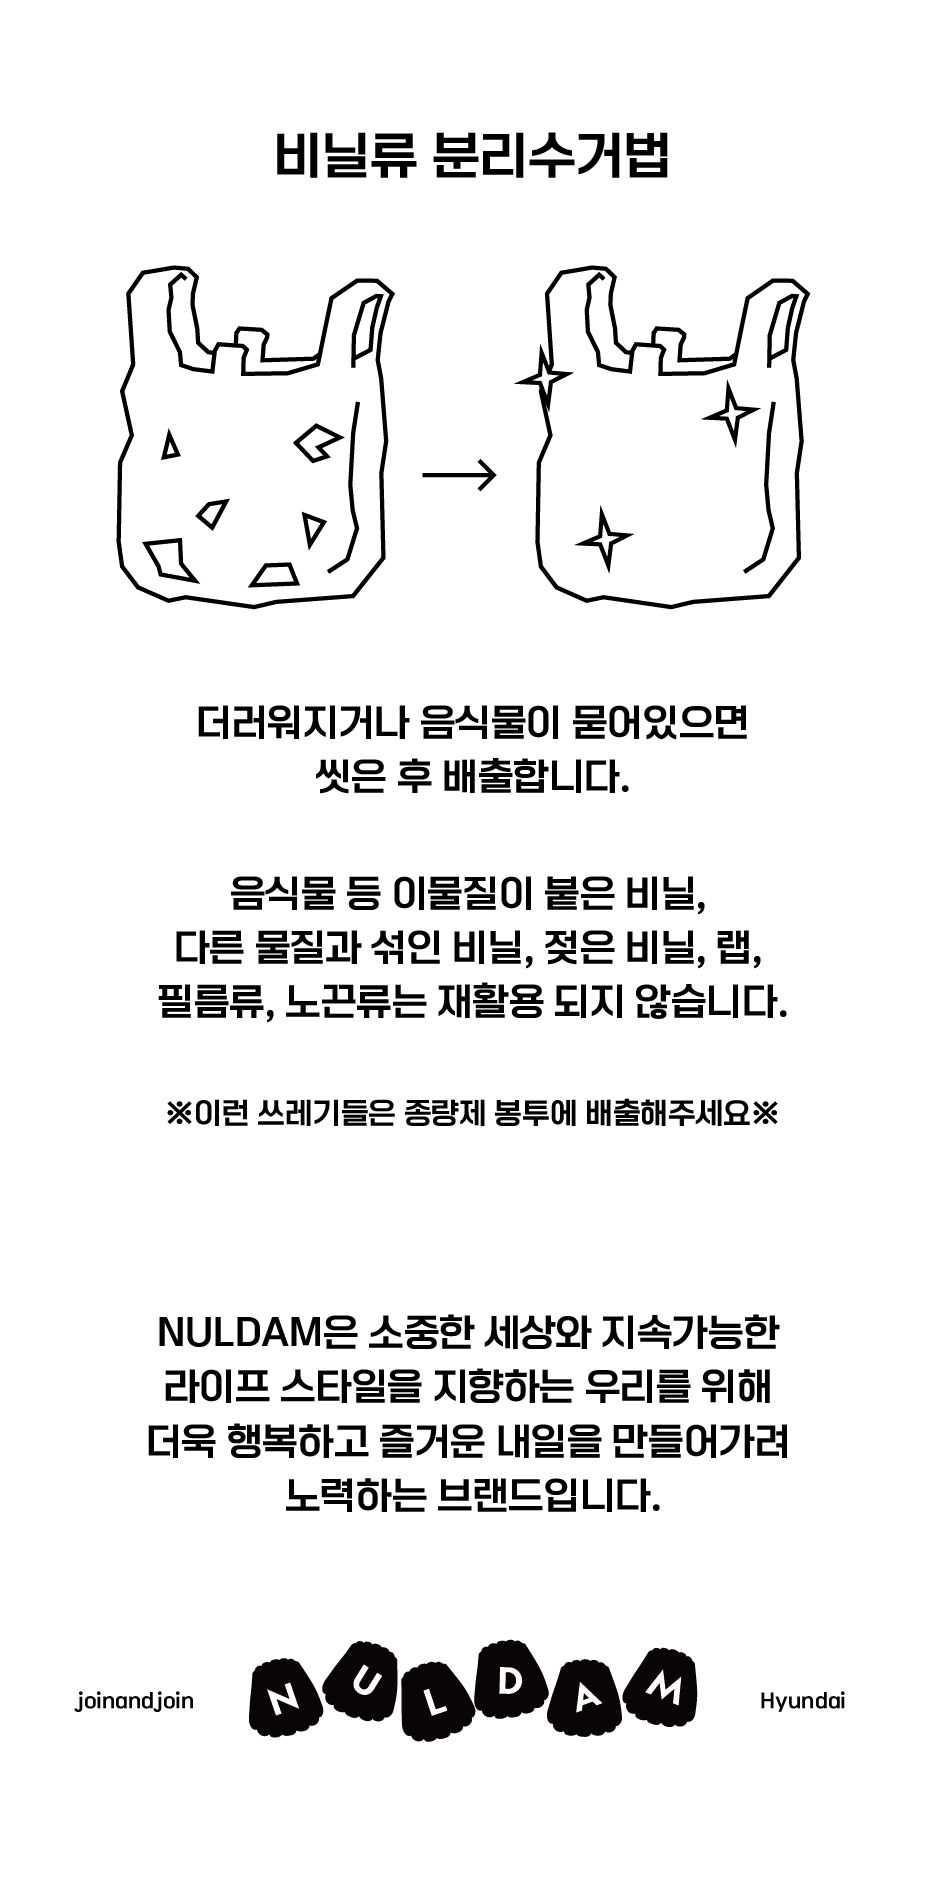 비닐류 분리수거법
더러워지거나 음식물이 묻어있으면
씻은 후 배출합니다.
음식물 등 이물질이 붙은 비닐,
다른 물질과 섞인 비닐, 젖은 비닐, 랩,
필름류, 노끈류는 재활용 되지 않습니다.
※이런 쓰레기들은 종량제 봉투에 배출해주세요※
NULDAM은 소중한 세상와 지속가능한
라이프 스타일을 지향하는 우리를 위해
더욱 행복하고 즐거운 내일을 만들어가려
노력하는 브랜드입니다.
joinandjoin NULDAM Hyundai